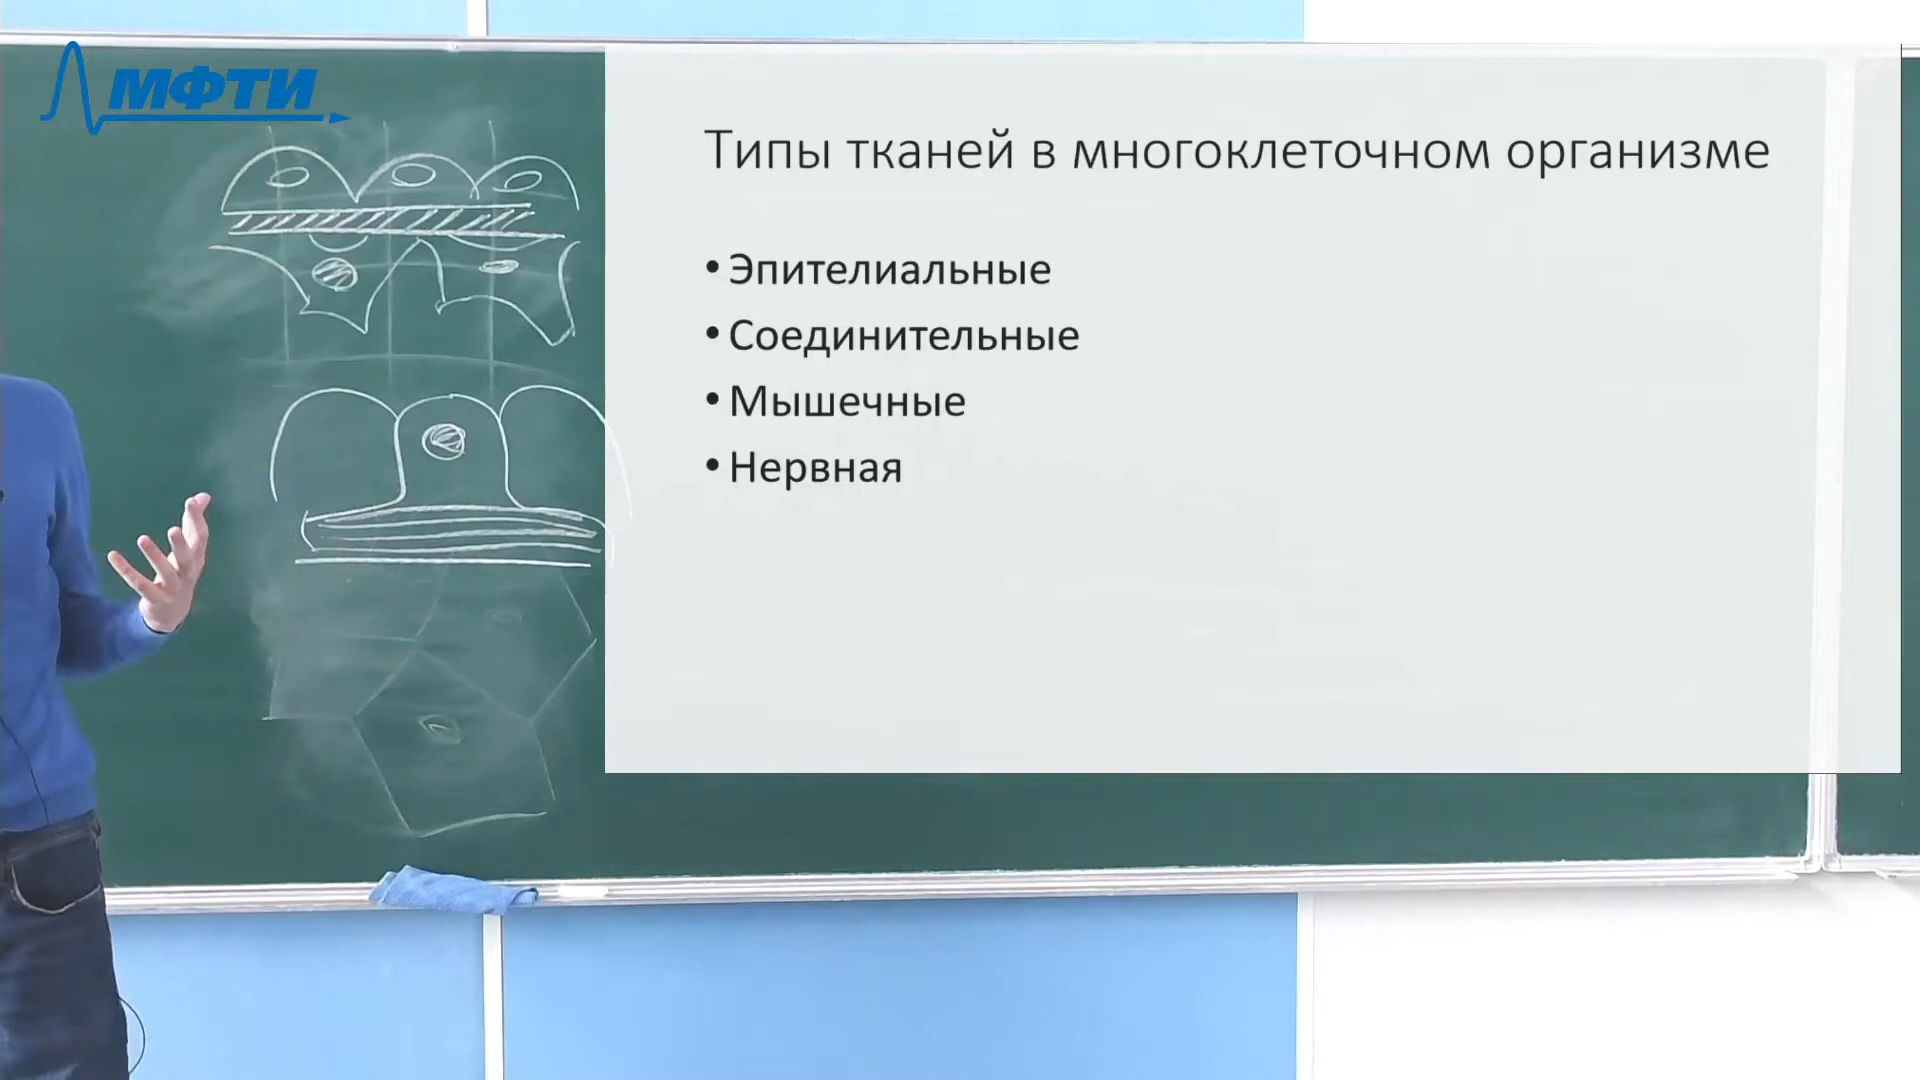 МФТИ
Типы тканей в многоклеточном организме
• Эпителиальные
• Соединительные
• Мышечные
• Нервная